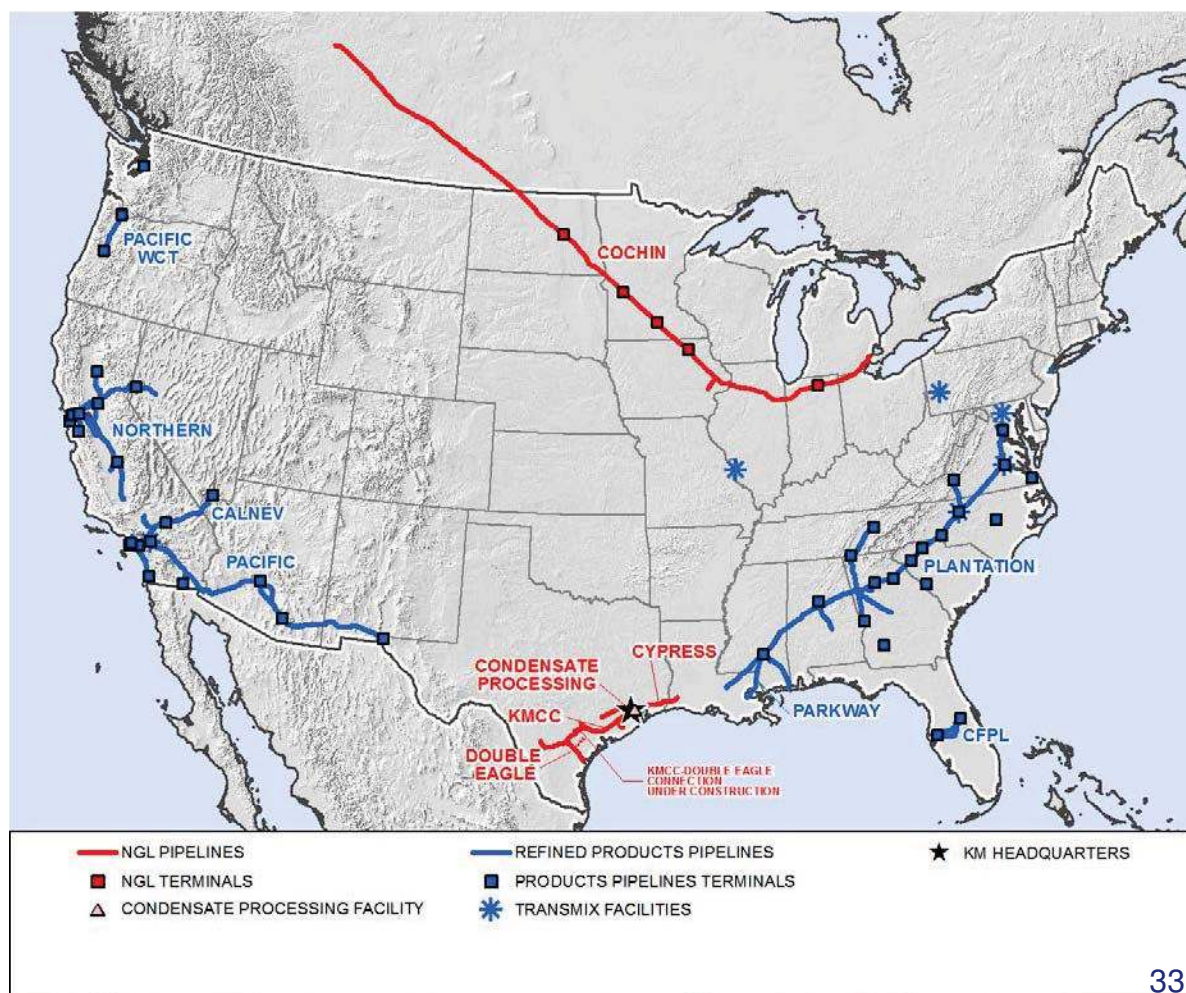 PACIFIC
WCT
COCHIN
NORTHERN
CALNEV
PACIFIC
PLANTATION
CYPRESS
CONDENSATE
PROCESSING
KMCC
PARKWAY
CFPL
DOUBLE
EAGLE
KMCC-DOUBLE EAGLE
CONNECTION
UNDER CONSTRUCTION
NGL PIPELINES
REFINED PRODUCTS PIPELINES
KM HEADQUARTERS
NGL TERMINALS
PRODUCTS PIPELINES TERMINALS
CONDENSATE PROCESSING FACILITY
TRANSMIX FACILITIES
33